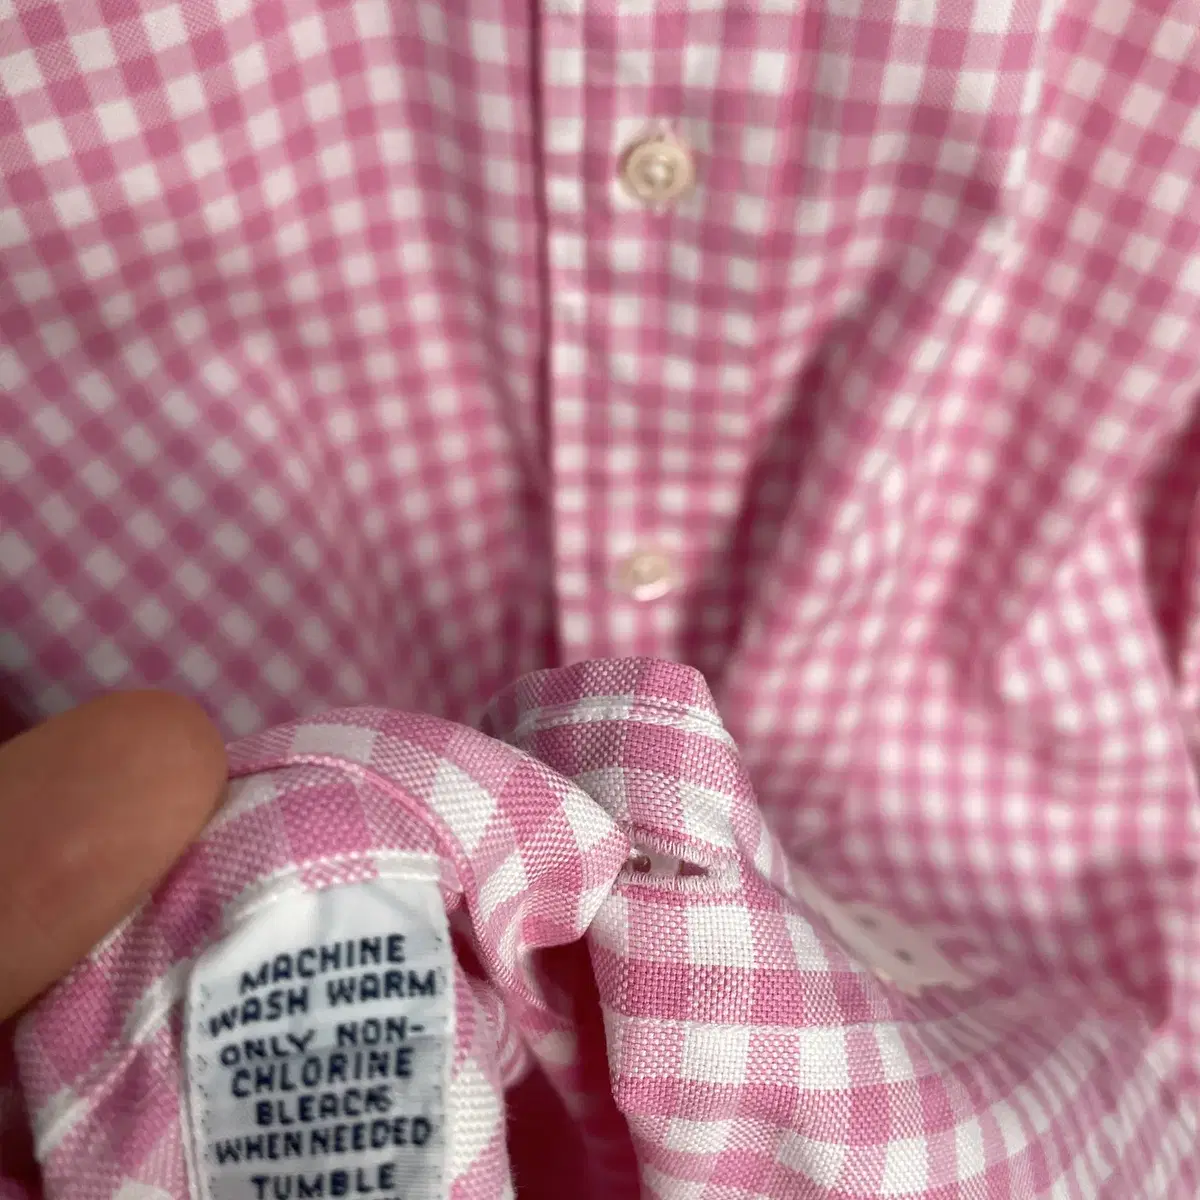 MACHINE
WASH WARM
ONLY NON-
CHLORINE
BLEACH
WHEN NEEDED
TUMBLE